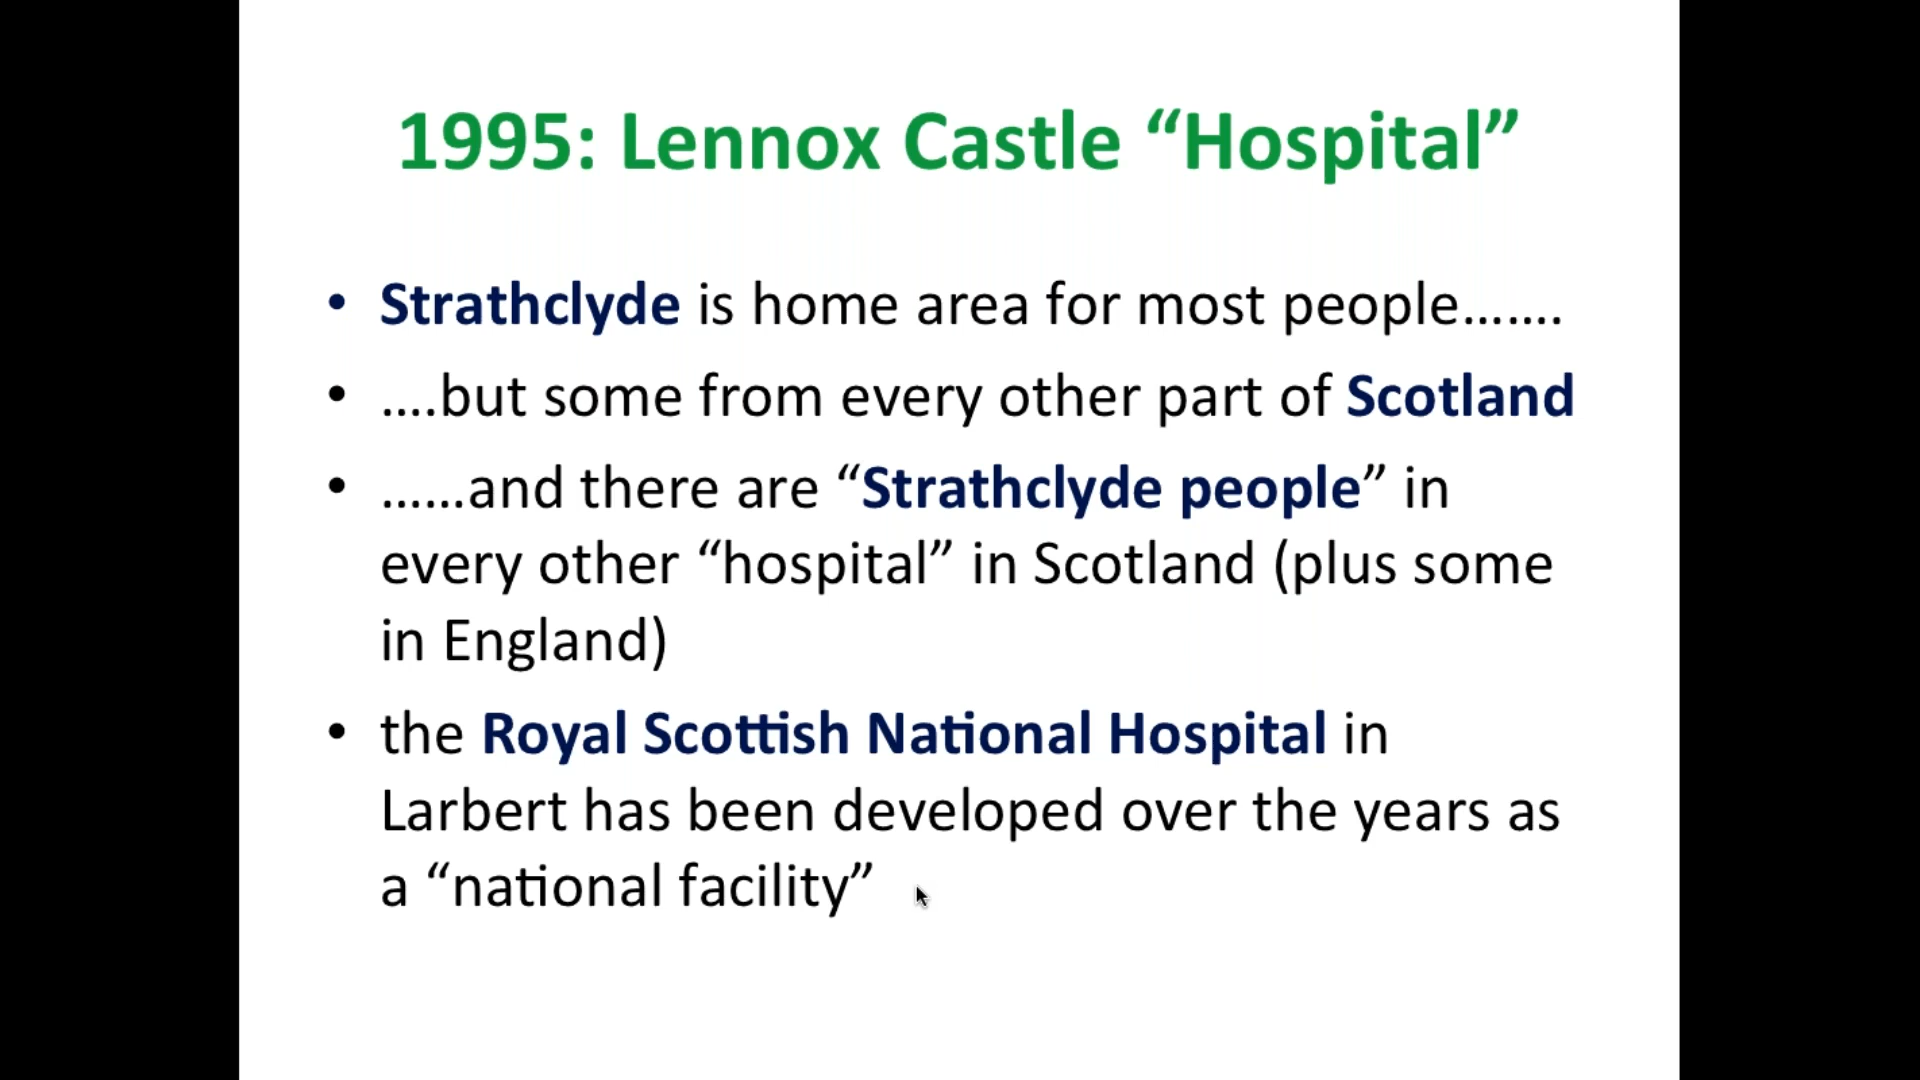 1995: Lennox Castle “Hospital”
• Strathclyde is home area for most people…….
• ….but some from every other part of Scotland
• ……and there are “Strathclyde people” in
every other “hospital” in Scotland (plus some
in England)
• the Royal Scottish National Hospital in
Larbert has been developed over the years as
a “national facility”